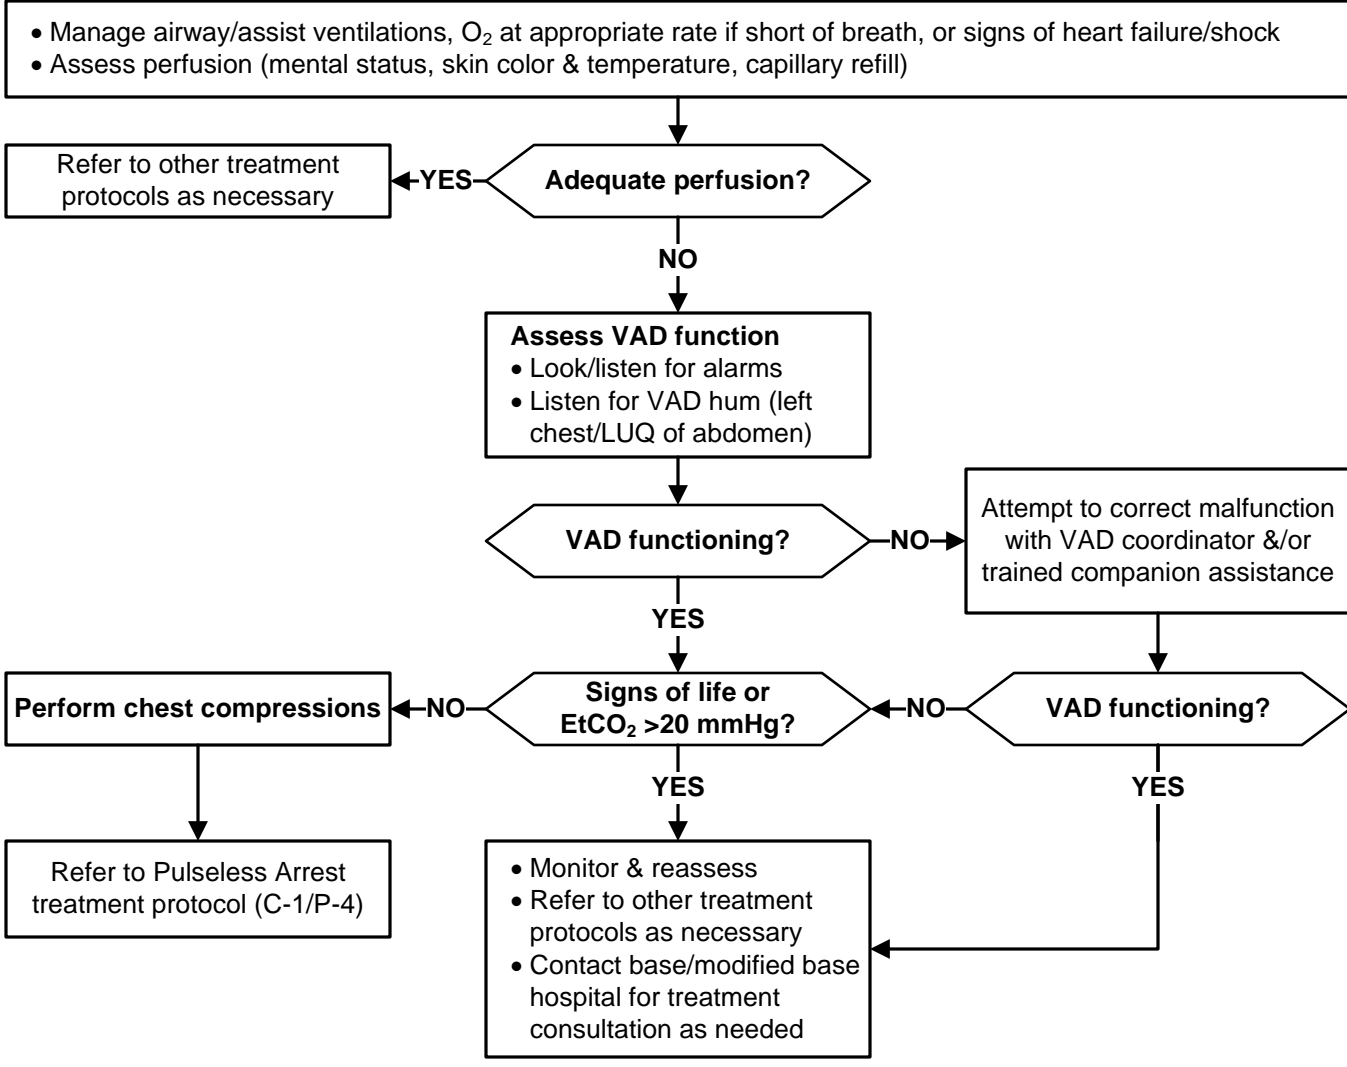 • Manage airway/assist ventilations, O₂ at appropriate rate if short of breath, or signs of heart failure/shock
• Assess perfusion (mental status, skin color & temperature, capillary refill)
Refer to other treatment
protocols as necessary
YES
Adequate perfusion?
NO
Assess VAD function
• Look/listen for alarms
• Listen for VAD hum (left
chest/LUQ of abdomen)
VAD functioning?
NO
Attempt to correct malfunction
with VAD coordinator &/or
trained companion assistance
YES
Perform chest compressions
NO
Signs of life or
EtCO₂ >20 mmHg?
NO
VAD functioning?
YES
YES
Refer to Pulseless Arrest
treatment protocol (C-1/P-4)
• Monitor & reassess
• Refer to other treatment
protocols as necessary
• Contact base/modified base
hospital for treatment
consultation as needed